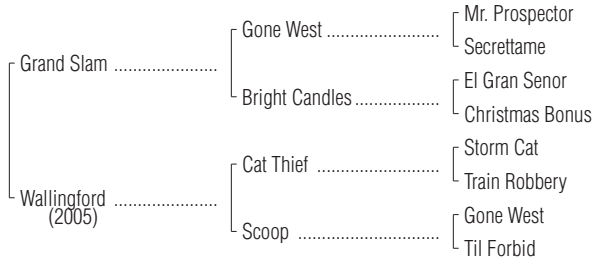 Mr. Prospector
Gone West ....................
Secrettame
Grand Slam ....................
El Gran Senor
Bright Candles ...............
Christmas Bonus
Storm Cat
Cat Thief ......................
Train Robbery
Wallingford ....................
(2005)
Gone West
Scoop ..........................
Til Forbid